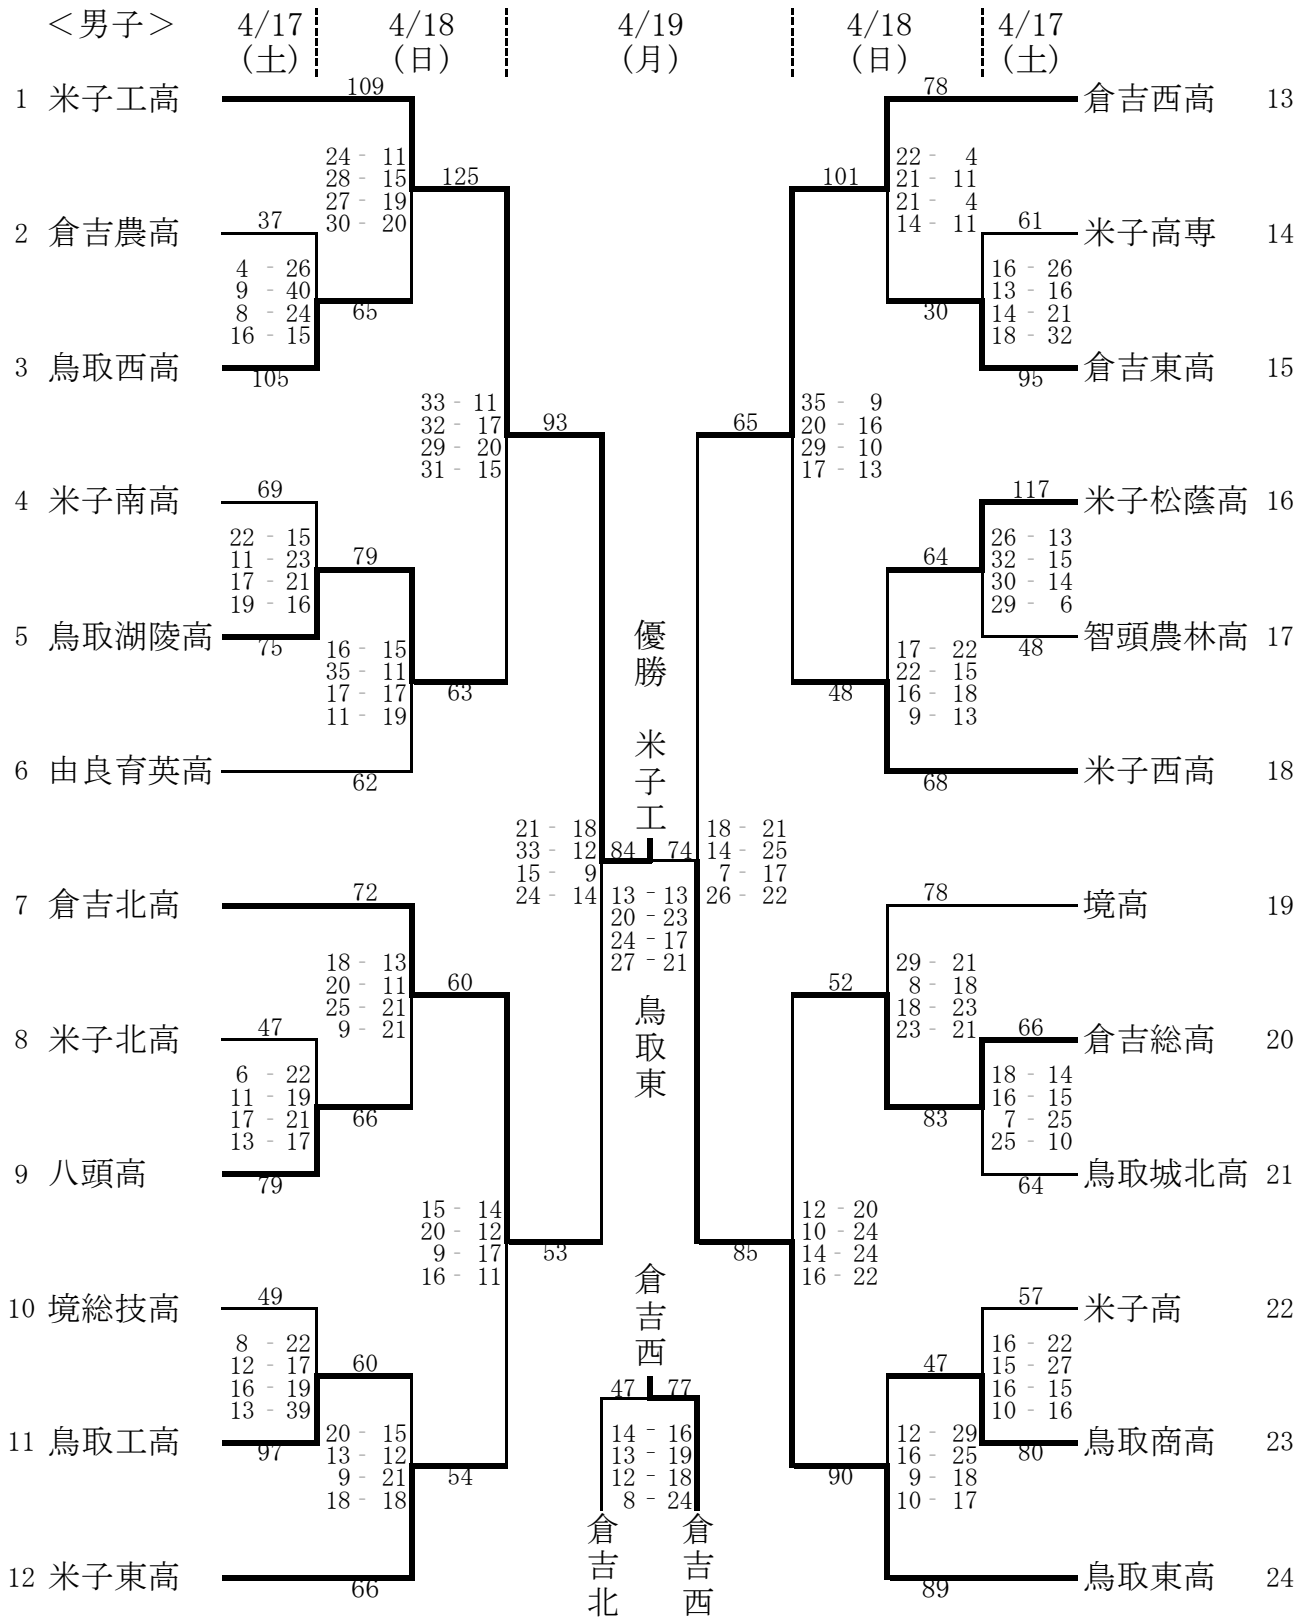 ＜男子＞ 4/17 4/18 4/19 4/18 4/17
(土) (日) (月) (日) (土)
1 米子工高
109
24 - 11
28 - 15
27 - 19
30 - 20
2 倉吉農高
37
4 - 26
9 - 40
8 - 24
16 - 15
65
3 鳥取西高
105
125
33 - 11
32 - 17
29 - 20
31 - 15
93
4 米子南高
69
22 - 15
11 - 23
17 - 21
19 - 16
79
5 鳥取湖陵高
75
16 - 15
35 - 11
17 - 17
11 - 19
63
6 由良育英高
62
21 - 18
33 - 12
15 - 9
24 - 14
7 倉吉北高
72
18 - 13
20 - 11
25 - 21
9 - 21
60
8 米子北高
47
6 - 22
11 - 19
17 - 21
13 - 17
66
9 八頭高
79
15 - 14
20 - 12
9 - 17
16 - 11
53
10 境総技高
49
8 - 22
12 - 17
16 - 19
13 - 39
60
11 鳥取工高
97
20 - 15
13 - 12
9 - 21
18 - 18
54
12 米子東高
66
優勝 米子工
84 74
13 - 13
20 - 23
24 - 17
27 - 21
鳥取東
倉吉西
47 77
14 - 16
13 - 19
12 - 18
8 - 24
倉吉北
倉吉西
78
倉吉西高 13
22 - 4
21 - 11
21 - 4
14 - 11
101
61
米子高専 14
16 - 26
13 - 16
14 - 21
18 - 32
30
95
倉吉東高 15
35 - 9
20 - 16
29 - 10
17 - 13
65
117
米子松蔭高 16
26 - 13
32 - 15
30 - 14
29 - 6
64
48
智頭農林高 17
17 - 22
22 - 15
16 - 18
9 - 13
48
68
米子西高 18
18 - 21
14 - 25
7 - 17
26 - 22
78
境高 19
29 - 21
8 - 18
18 - 23
23 - 21
52
66
倉吉総高 20
18 - 14
16 - 15
7 - 25
25 - 10
83
64
鳥取城北高 21
12 - 20
10 - 24
14 - 24
16 - 22
85
57
米子高 22
16 - 22
15 - 27
16 - 15
10 - 16
47
80
鳥取商高 23
12 - 29
16 - 25
9 - 18
10 - 17
90
89
鳥取東高 24